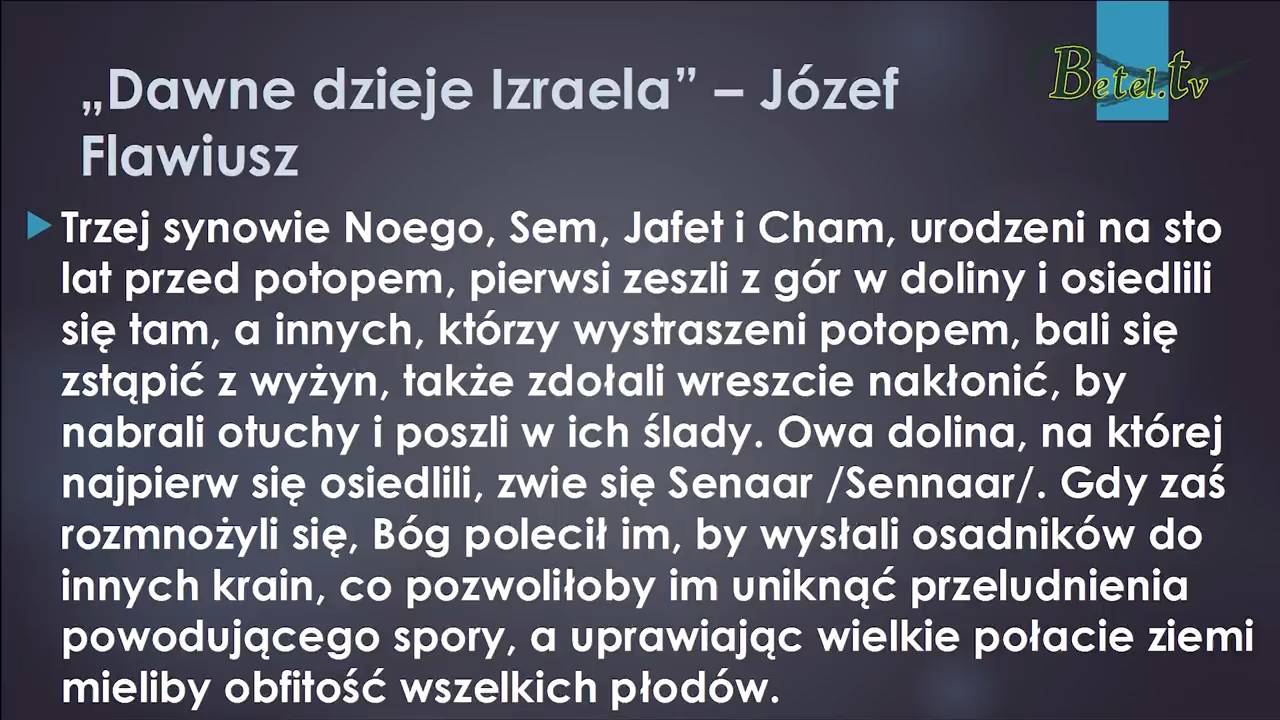 „Dawne dzieje Izraela” – Józef
Flawiusz
Betel.tv
Trzej synowie Noego, Sem, Jafet i Cham, urodzeni na sto
lat przed potopem, pierwsi zeszli z gór w doliny i osiedlili
się tam, a innych, którzy wystraszeni potopem, bali się
zstąpić z wyżyn, także zdołali wreszcie nakłonić, by
nabrali otuchy i poszli w ich ślady. Owa dolina, na której
najpierw się osiedlili, zwie się Senaar /Sennaar/. Gdy zaś
rozmnożyli się, Bóg polecił im, by wysłali osadników do
innych krain, co pozwoliłoby im uniknąć przeludnienia
powodującego spory, a uprawiając wielkie połacie ziemi
mieliby obfitość wszelkich płodów.